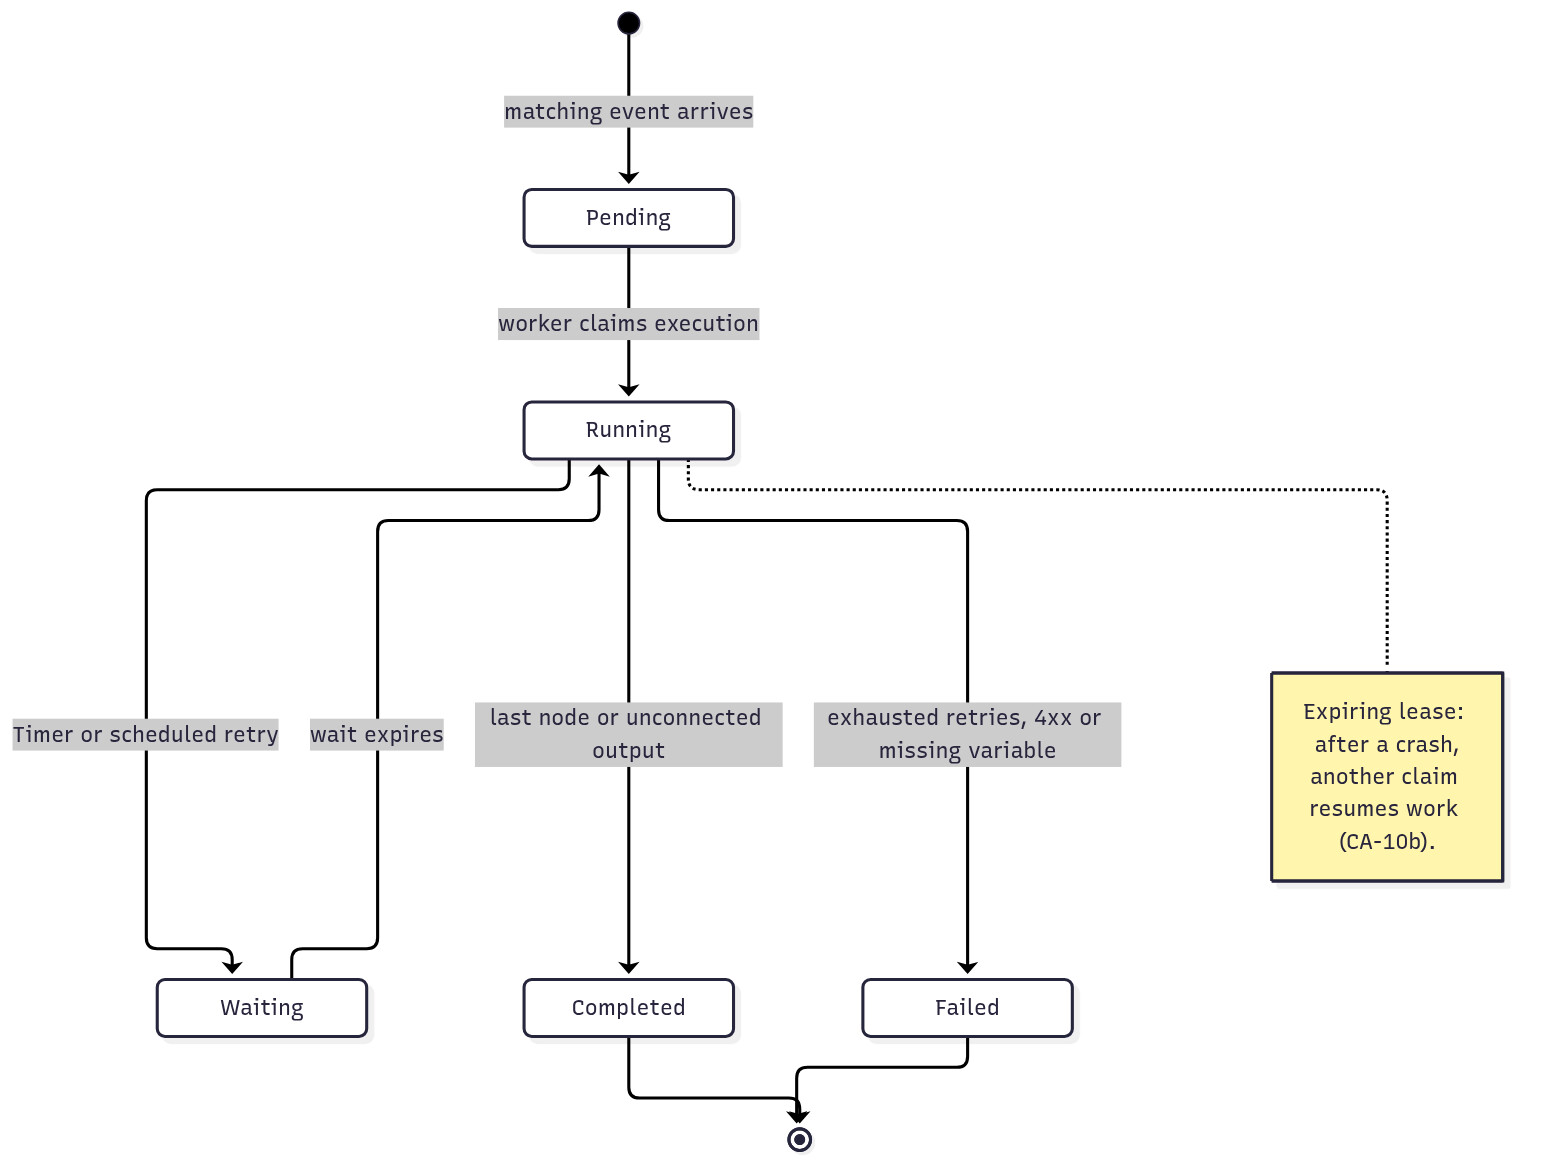 matching event arrives
Pending
worker claims execution
Running
Timer or scheduled retry
wait expires
last node or unconnected
output
exhausted retries, 4xx or
missing variable
Expiring lease:
after a crash,
another claim
resumes work
(CA-10b).
Waiting
Completed
Failed